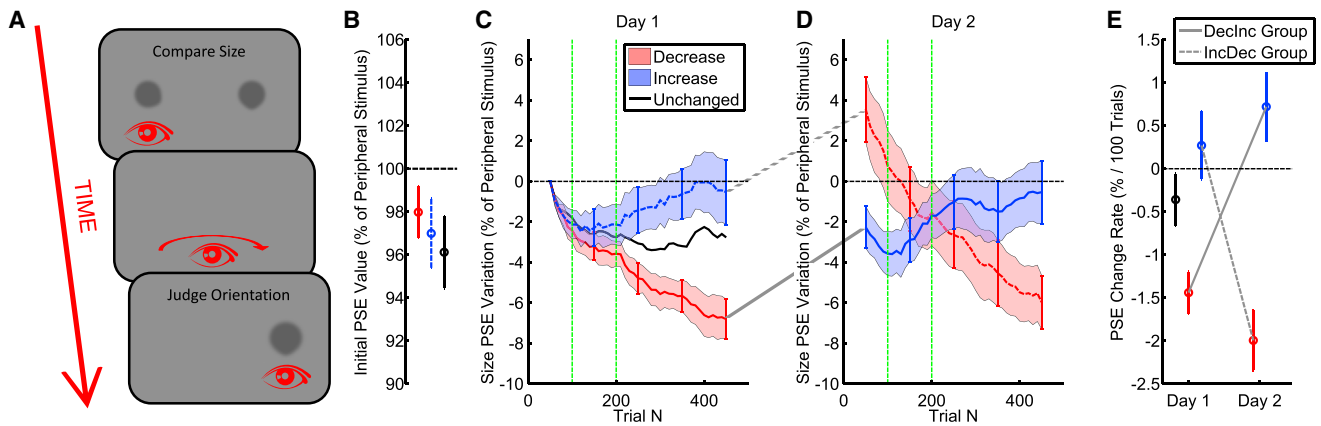 A
Compare Size
TIME
Judge Orientation
B
Initial PSE Value (% of Peripheral Stimulus)
106
104
102
100
98
96
94
92
90
C
Day 1
Size PSE Variation (% of Peripheral Stimulus)
6
4
2
0
-2
-4
-6
-8
-10
Decrease
Increase
Unchanged
0
200
400
Trial N
D
Day 2
Size PSE Variation (% of Peripheral Stimulus)
6
4
2
0
-2
-4
-6
-8
-10
0
200
400
Trial N
E
DecInc Group
IncDec Group
PSE Change Rate (% / 100 Trials)
1.5
1
0.5
0
-0.5
-1
-1.5
-2
-2.5
Day 1
Day 2